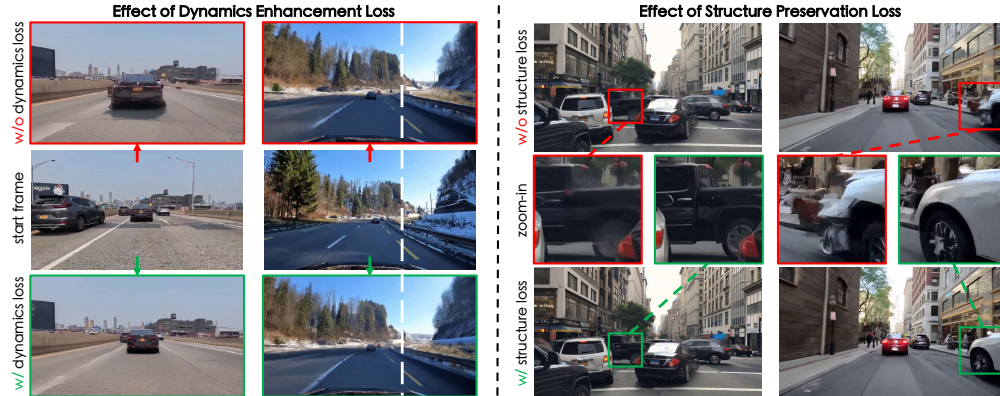 Effect of Dynamics Enhancement Loss
Effect of Structure Preservation Loss
w/o dynamics loss
start frame
w/ dynamics loss
w/o structure loss
zoom-in
w/ structure loss